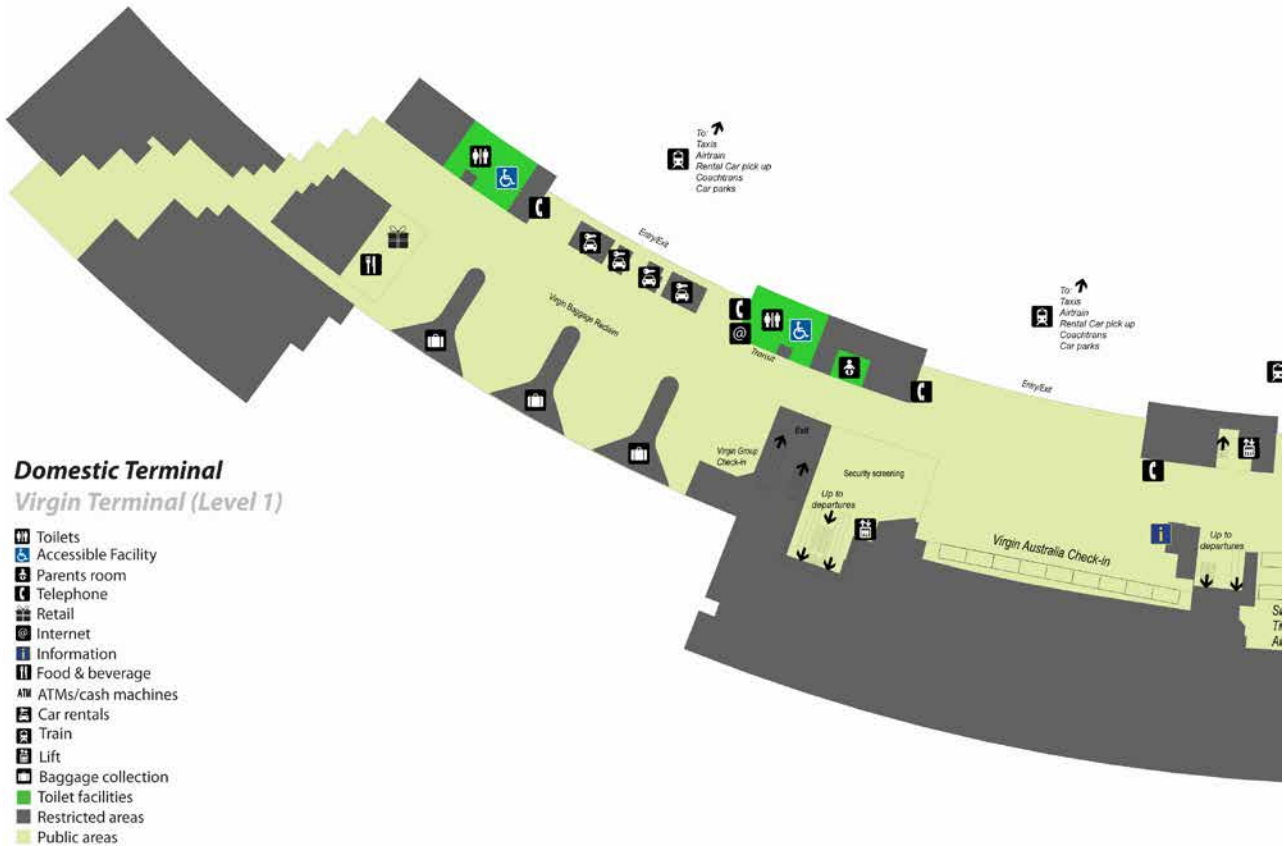 To:
Taxis
Airtrain
Rental Car pick up
Coachtrans
Car parks
Entry/Exit
To:
Taxis
Airtrain
Rental Car pick up
Coachtrans
Car parks
Virgin Baggage Reclaim
@
Transit
Entry/Exit
Exit
Virgin Group
Check-in
Security screening
Up to
departures
Virgin Australia Check-in
i
Up to
departures
Domestic Terminal
Virgin Terminal (Level 1)
Toilets
Accessible Facility
Parents room
Telephone
Retail
@ Internet
i Information
Food & beverage
ATM ATMs/cash machines
Car rentals
Train
Lift
Baggage collection
Toilet facilities
Restricted areas
Public areas